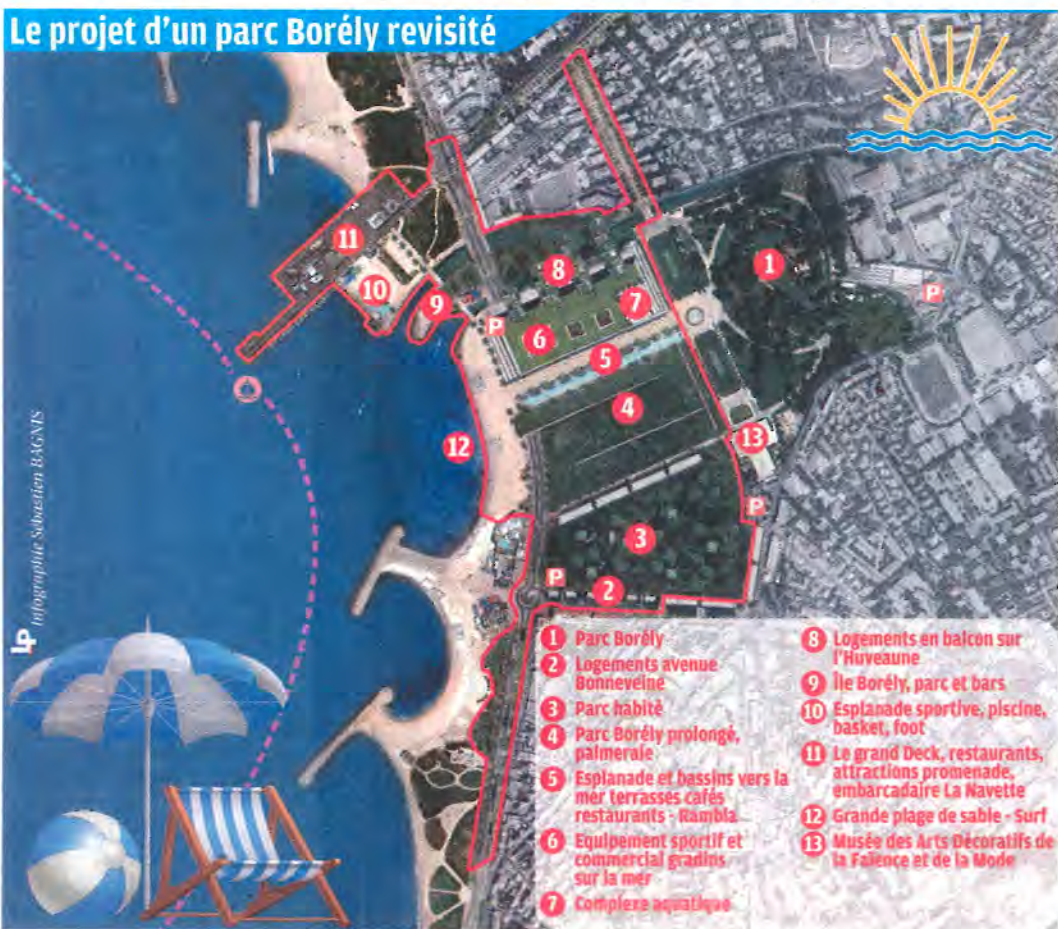 Le projet d'un parc Borély revisité
11
10
9
8
7
6
5
4
12
1
13
3
2
P
P
P
P
LP Infographie Sébastien BAGNIS
1 Parc Borély
2 Logements avenue
Bonneveine
3 Parc habité
4 Parc Borély prolongé,
palmeraie
5 Esplanade et bassins vers la
mer terrasses cafés
restaurants - Rambla
6 Equipement sportif et
commercial gradins
sur la mer
7 Complexe aquatique
8 Logements en balcon sur
l'Huveaune
9 Île Borély, parc et bars
10 Esplanade sportive, piscine,
basket, foot
11 Le grand Deck, restaurants,
attractions promenade,
embarcadaire La Navette
12 Grande plage de sable - Surf
13 Musée des Arts Décoratifs de
la Faïence et de la Mode